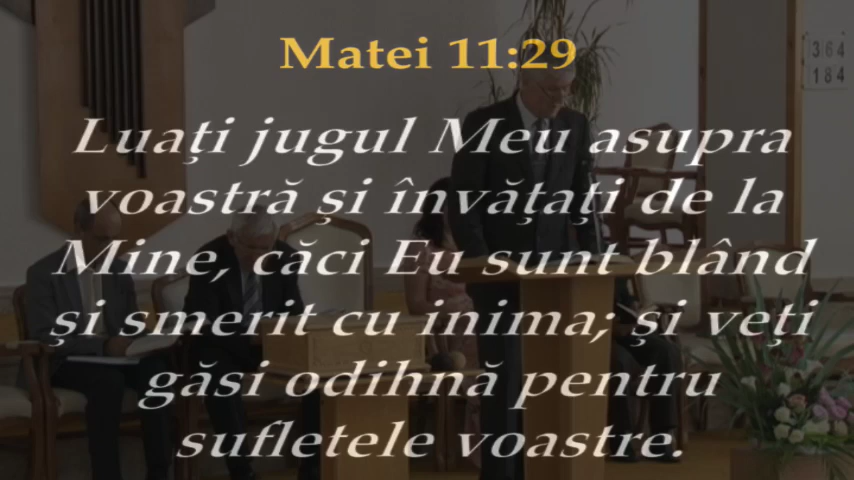 Matei 11:29
364
184
Luaţi jugul Meu asupra
voastră şi învăţaţi de la
Mine, căci Eu sunt blând
şi smerit cu inima; şi veţi
găsi odihnă pentru
sufletele voastre.